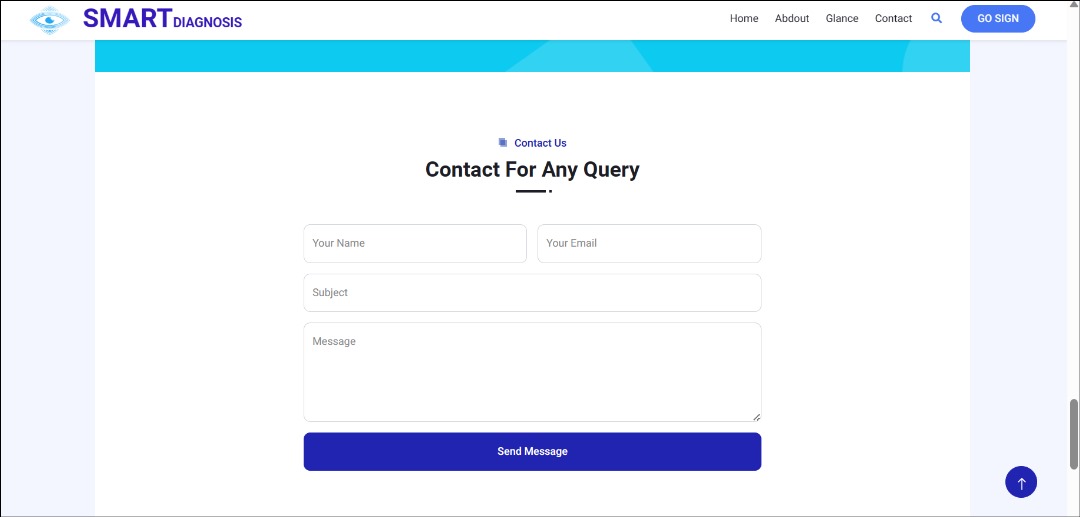 SMART DIAGNOSIS
Home Abdout Glance Contact GO SIGN
Contact Us
Contact For Any Query
Your Name Your Email
Subject
Message
Send Message